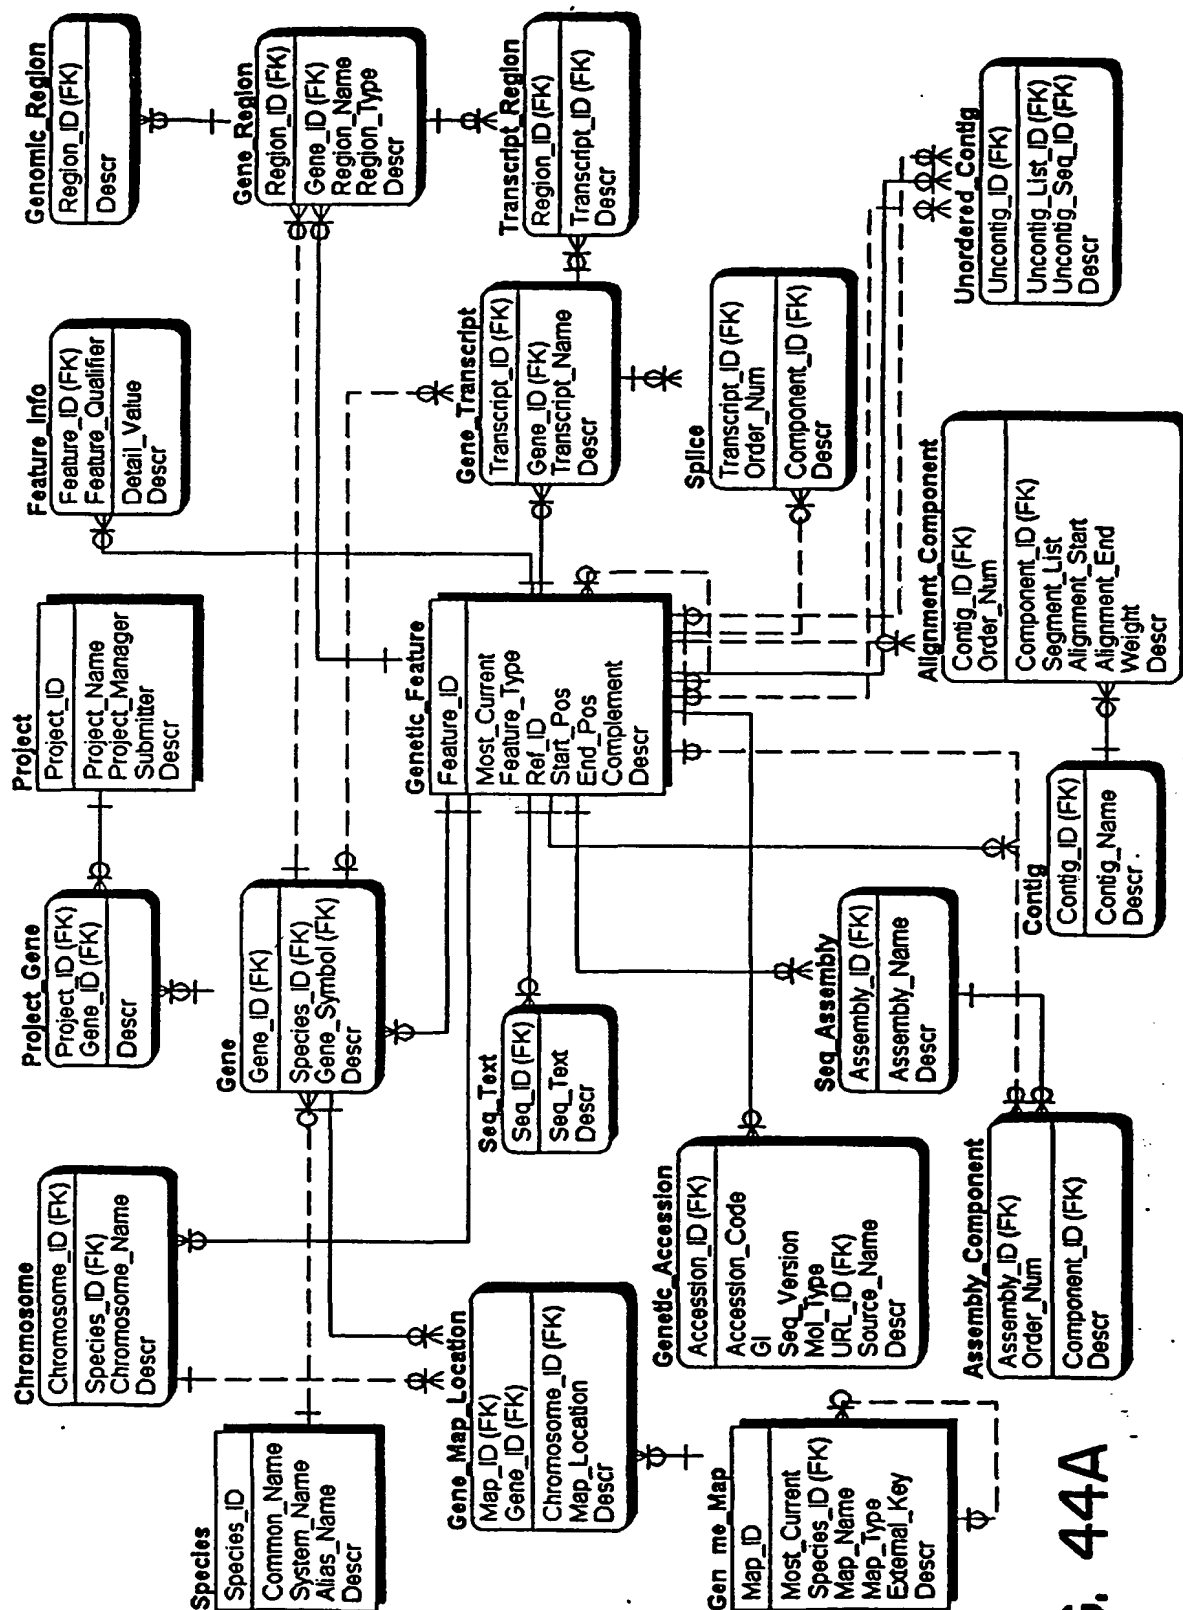 Species
Species_ID
Common_Name
System_Name
Alias_Name
Descr
Chromosome
Chromosome_ID (FK)
Species_ID (FK)
Chromosome_Name
Descr
Project_Gene
Project_ID (FK)
Gene_ID (FK)
Descr
Project
Project_ID
Project_Name
Project_Manager
Submitter
Descr
Feature_Info
Feature_ID (FK)
Feature_Qualifier
Detail_Value
Descr
Genomic_Region
Region_ID (FK)
Descr
Gene
Gene_ID (FK)
Species_ID (FK)
Gene_Symbol (FK)
Descr
Gene_Region
Region_ID (FK)
Gene_ID (FK)
Region_Name
Region_Type
Descr
Gene_Map_Location
Map_ID (FK)
Gene_ID (FK)
Chromosome_ID (FK)
Map_Location
Descr
Seq_Text
Seq_ID (FK)
Seq_Text
Descr
Genetic_Feature
Feature_ID
Most_Current
Feature_Type
Ref_ID
Start_Pos
End_Pos
Complement
Descr
Gene_Transcript
Transcript_ID (FK)
Gene_ID (FK)
Transcript_Name
Descr
Transcript_Region
Region_ID (FK)
Transcript_ID (FK)
Descr
Gen me_Map
Map_ID
Most_Current
Species_ID (FK)
Map_Name
Map_Type
External_Key
Descr
Genetic_Accession
Accession_ID (FK)
Accession_Code
GI
Seq_Version
Mol_Type
URL_ID (FK)
Source_Name
Descr
Seq_Assembly
Assembly_ID (FK)
Assembly_Name
Descr
Splice
Transcript_ID (FK)
Order_Num
Component_ID (FK)
Descr
Assembly_Component
Assembly_ID (FK)
Order_Num
Component_ID (FK)
Descr
Contig
Contig_ID (FK)
Contig_Name
Descr.
Alignment_Component
Contig_ID (FK)
Order_Num
Component_ID (FK)
Segment_List
Alignment_Start
Alignment_End
Weight
Descr
Unordered_Contig
Uncontig_ID (FK)
Uncontig_List_ID (FK)
Uncontig_Seq_ID (FK)
Descr
44A